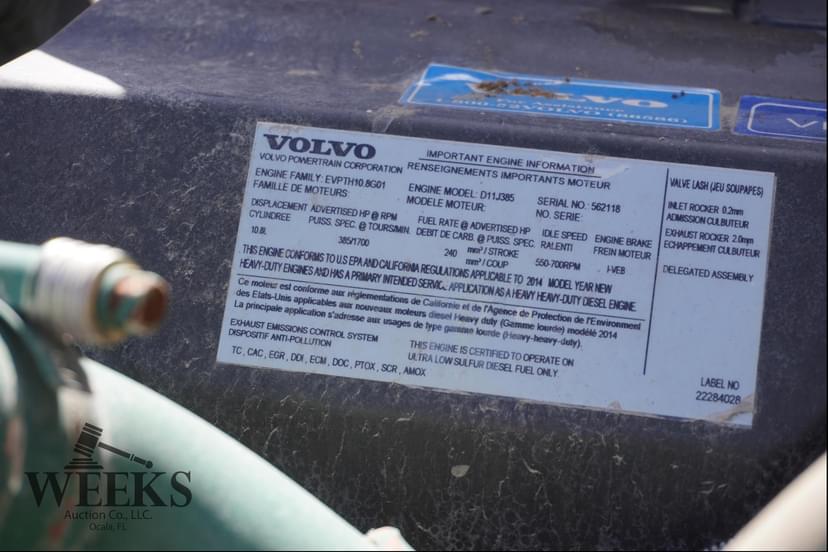 VOLVO
For Assistance
1-800-52VOLVO (86586)
VOLVO
VOLVO POWERTRAIN CORPORATION
IMPORTANT ENGINE INFORMATION
RENSEIGNEMENTS IMPORTANTS MOTEUR
ENGINE FAMILY: EVPTH10.8G01
FAMILLE DE MOTEURS:
ENGINE MODEL: D11J385
MODELE MOTEUR:
SERIAL NO.: 562118
NO. SERIE:
DISPLACEMENT
CYLINDREE
10.8L
ADVERTISED HP @ RPM
PUISS. SPEC. @ TOURS/MIN.
385/1700
FUEL RATE @ ADVERTISED HP
DEBIT DE CARB. @ PUISS. SPEC.
240 mm³ / STROKE
mm³ / COUP
IDLE SPEED
RALENTI
550-700RPM
ENGINE BRAKE
FREIN MOTEUR
I-VEB
THIS ENGINE CONFORMS TO U.S EPA AND CALIFORNIA REGULATIONS APPLICABLE TO 2014 MODEL YEAR NEW
HEAVY-DUTY ENGINES AND HAS A PRIMARY INTENDED SERVICE APPLICATION AS A HEAVY HEAVY-DUTY DIESEL ENGINE.
Ce moteur est conforme aux réglementations de Californie et de l'Agence de Protection de l'Environment
des Etats-Unis applicables aux nouveaux moteurs diesel Heavy duty (Gamme lourde) modélé 2014
La principale application s'adresse aux usages de type gamme lourde (Heavy-heavy-duty).
EXHAUST EMISSIONS CONTROL SYSTEM
DISPOSITIF ANTI-POLLUTION
TC , CAC , EGR , DDI , ECM , DOC , PTOX , SCR , AMOX
THIS ENGINE IS CERTIFIED TO OPERATE ON
ULTRA LOW SULFUR DIESEL FUEL ONLY
VALVE LASH (JEU SOUPAPES)
INLET ROCKER 0.2mm
ADMISSION CULBUTEUR
EXHAUST ROCKER 2.0mm
ECHAPPEMENT CULBUTEUR
DELEGATED ASSEMBLY
LABEL NO
22284028
WEEKS
Auction Co., LLC.
Ocala, FL